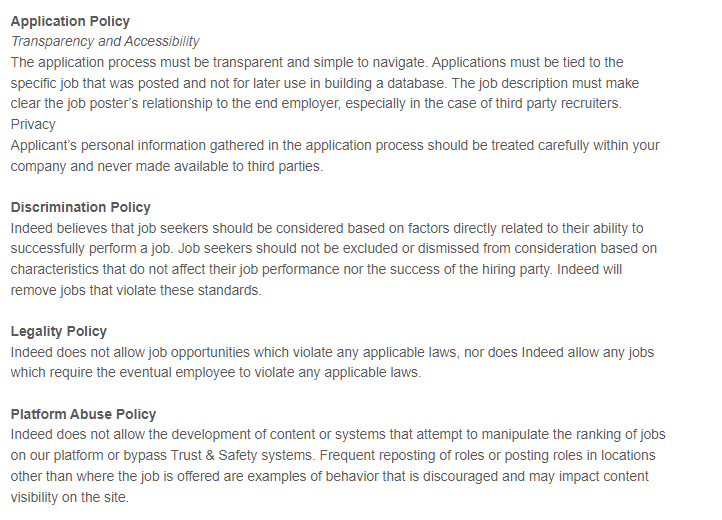 Application Policy
Transparency and Accessibility
The application process must be transparent and simple to navigate. Applications must be tied to the
specific job that was posted and not for later use in building a database. The job description must make
clear the job poster's relationship to the end employer, especially in the case of third party recruiters.
Privacy
Applicant's personal information gathered in the application process should be treated carefully within your
company and never made available to third parties.
Discrimination Policy
Indeed believes that job seekers should be considered based on factors directly related to their ability to
successfully perform a job. Job seekers should not be excluded or dismissed from consideration based on
characteristics that do not affect their job performance nor the success of the hiring party. Indeed will
remove jobs that violate these standards.
Legality Policy
Indeed does not allow job opportunities which violate any applicable laws, nor does Indeed allow any jobs
which require the eventual employee to violate any applicable laws.
Platform Abuse Policy
Indeed does not allow the development of content or systems that attempt to manipulate the ranking of jobs
on our platform or bypass Trust & Safety systems. Frequent reposting of roles or posting roles in locations
other than where the job is offered are examples of behavior that is discouraged and may impact content
visibility on the site.